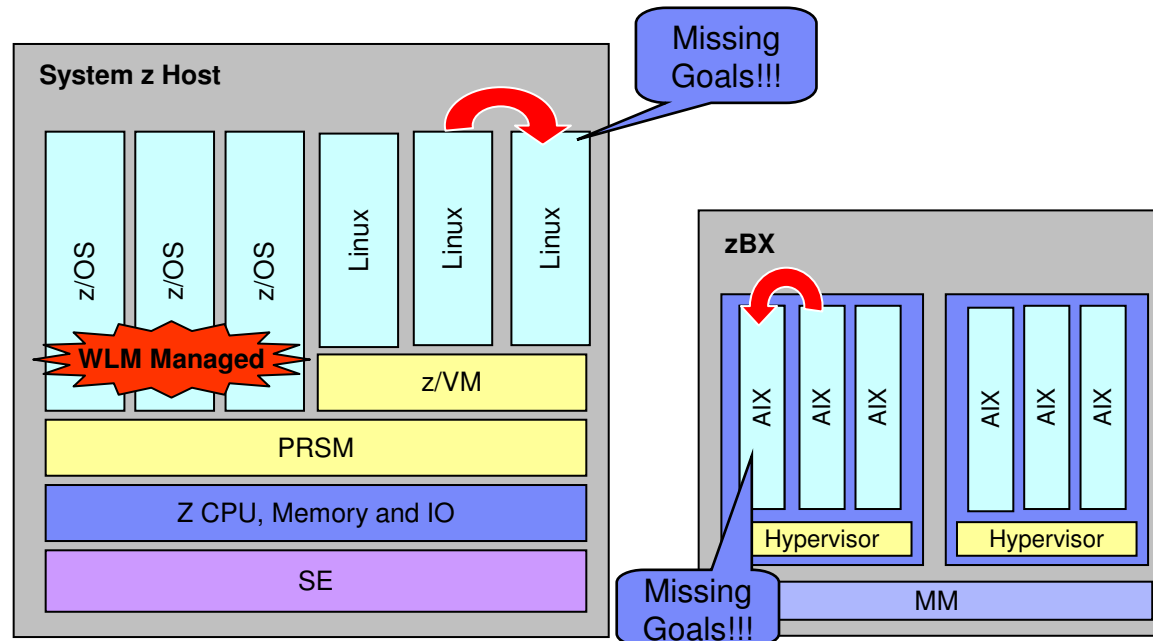 Missing
Goals!!!
System z Host
z/OS
z/OS
z/OS
Linux
Linux
Linux
WLM Managed
z/VM
PRSM
Z CPU, Memory and IO
SE
zBX
AIX
AIX
AIX
AIX
AIX
AIX
Hypervisor
Hypervisor
Missing
Goals!!!
MM